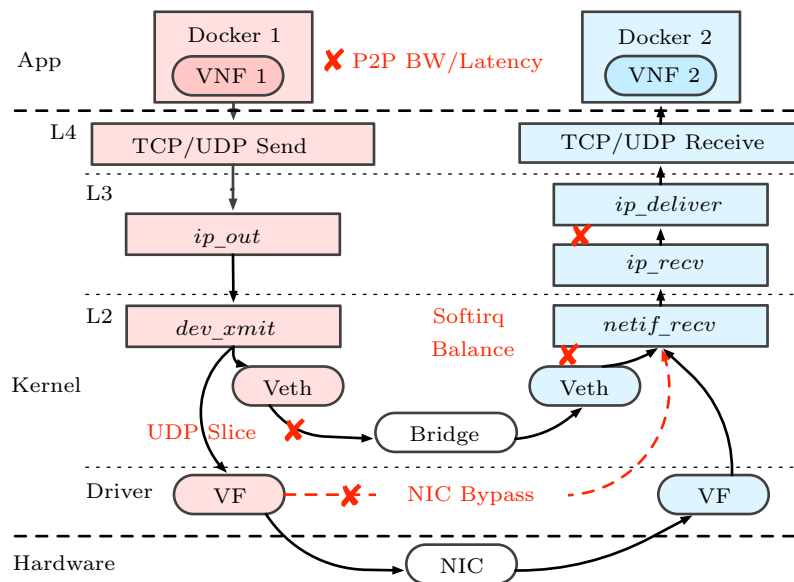 Docker 1
Docker 2
App
VNF 1
✘ P2P BW/Latency
VNF 2
L4
TCP/UDP Send
TCP/UDP Receive
L3
ip_deliver
ip_out
ip_recv
L2
dev_xmit
Softirq
Balance
netif_recv
Kernel
Veth
Veth
UDP Slice
Bridge
Driver
VF
NIC Bypass
VF
Hardware
NIC